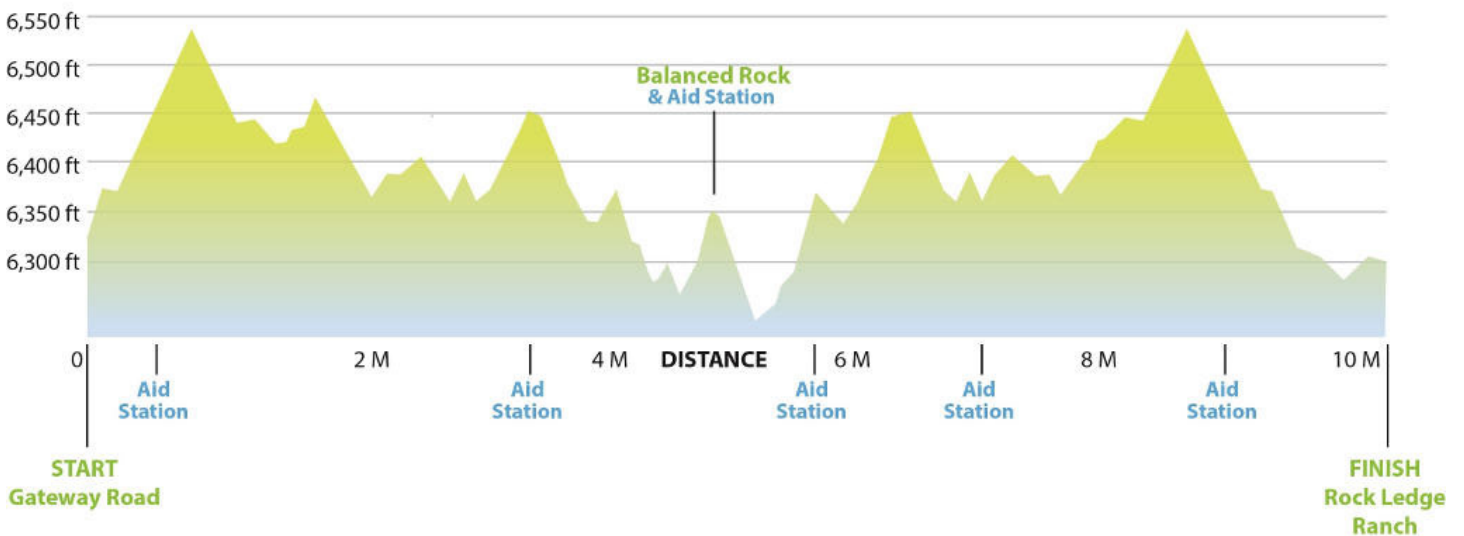 6,550 ft
6,500 ft
6,450 ft
6,400 ft
6,350 ft
6,300 ft
Balanced Rock
& Aid Station
0
2 M
4 M
DISTANCE
6 M
8 M
10 M
Aid
Station
Aid
Station
Aid
Station
Aid
Station
Aid
Station
START
Gateway Road
FINISH
Rock Ledge
Ranch